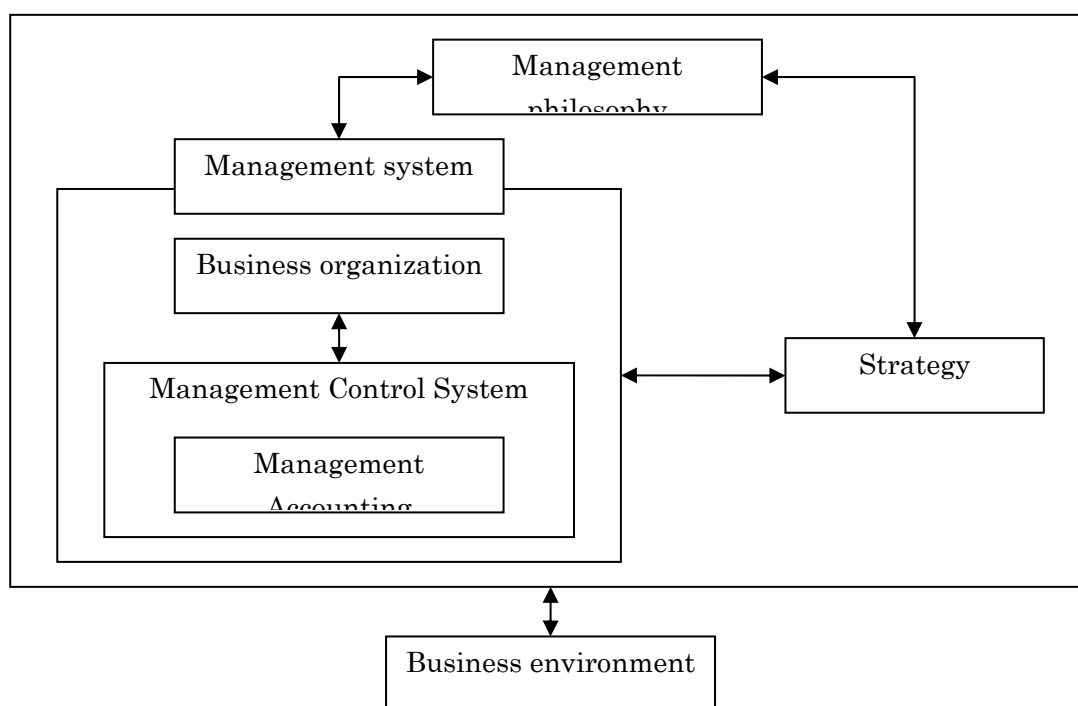 Management
philosophy
Management system
Business organization
Management Control System
Management
Accounting
Strategy
Business environment